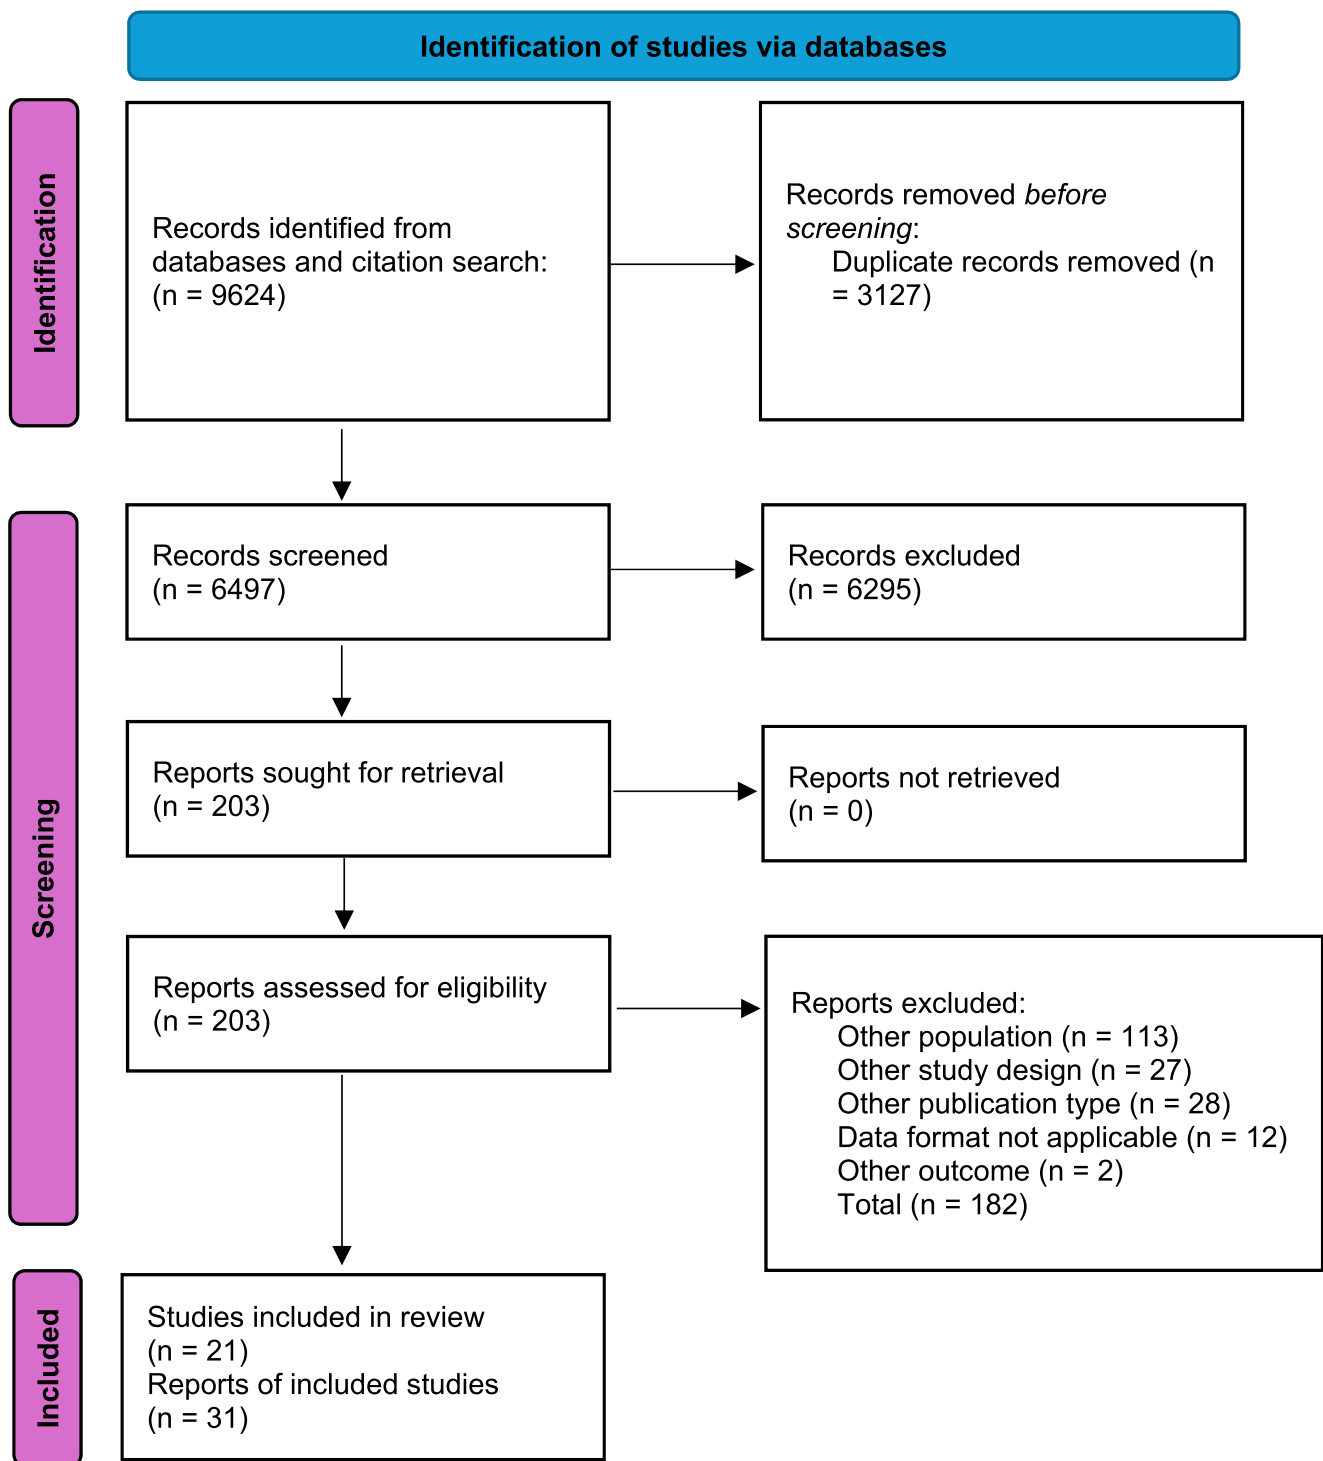 Identification of studies via databases
Identification
Records identified from
databases and citation search:
(n = 9624)
Records removed before
screening:
Duplicate records removed (n
= 3127)
Screening
Records screened
(n = 6497)
Records excluded
(n = 6295)
Reports sought for retrieval
(n = 203)
Reports not retrieved
(n = 0)
Reports assessed for eligibility
(n = 203)
Reports excluded:
Other population (n = 113)
Other study design (n = 27)
Other publication type (n = 28)
Data format not applicable (n = 12)
Other outcome (n = 2)
Total (n = 182)
Included
Studies included in review
(n = 21)
Reports of included studies
(n = 31)